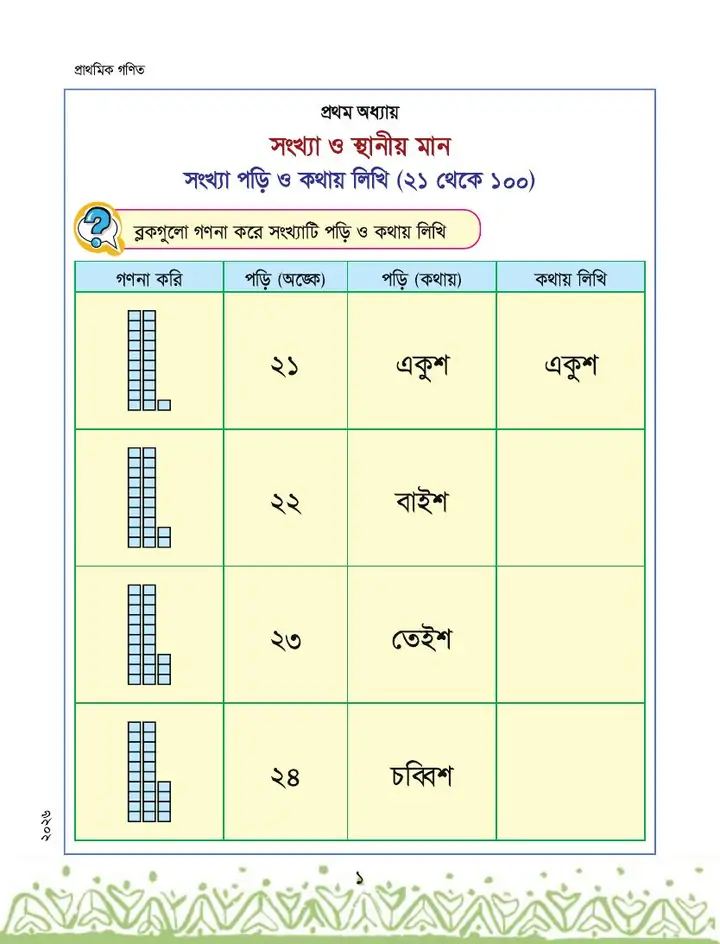 প্রাথমিক গণিত
প্রথম অধ্যায়
সংখ্যা ও স্থানীয় মান
সংখ্যা পড়ি ও কথায় লিখি (২১ থেকে ১০০)
ব্লকগুলো গণনা করে সংখ্যাটি পড়ি ও কথায় লিখি
গণনা করি পড়ি (অঙ্কে) পড়ি (কথায়) কথায় লিখি
২১ একুশ একুশ
২২ বাইশ
২৩ তেইশ
২৪ চব্বিশ
২০২৬
১